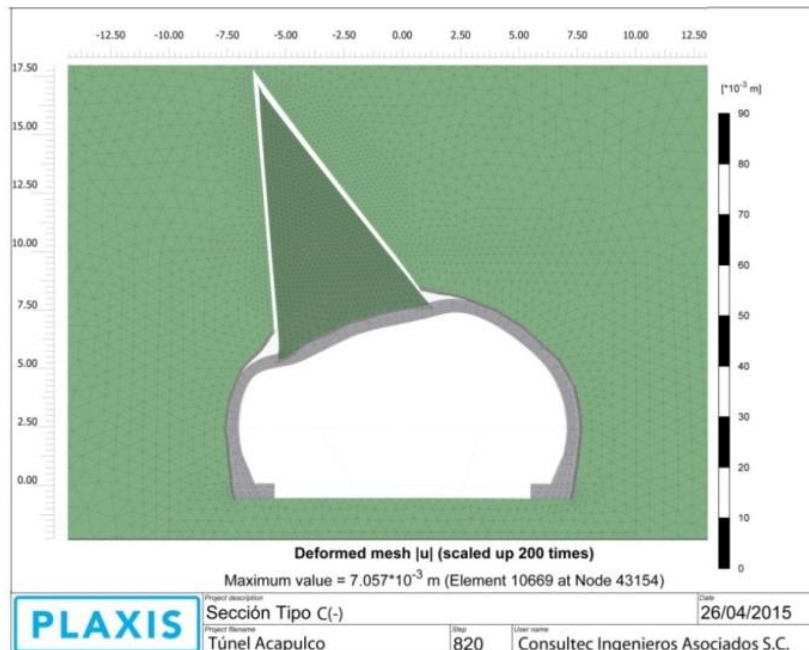 -12.50 -10.00 -7.50 -5.00 -2.50 0.00 2.50 5.00 7.50 10.00 12.50
17.50
15.00
12.50
10.00
7.50
5.00
2.50
0.00
[*10⁻³ m]
90
80
70
60
50
40
30
20
10
0
Deformed mesh |u| (scaled up 200 times)
Maximum value = 7.057*10⁻³ m (Element 10669 at Node 43154)
PLAXIS
Project description
Sección Tipo C(-)
Date
26/04/2015
Project filename
Túnel Acapulco
Step
820
User name
Consultec Ingenieros Asociados S.C.